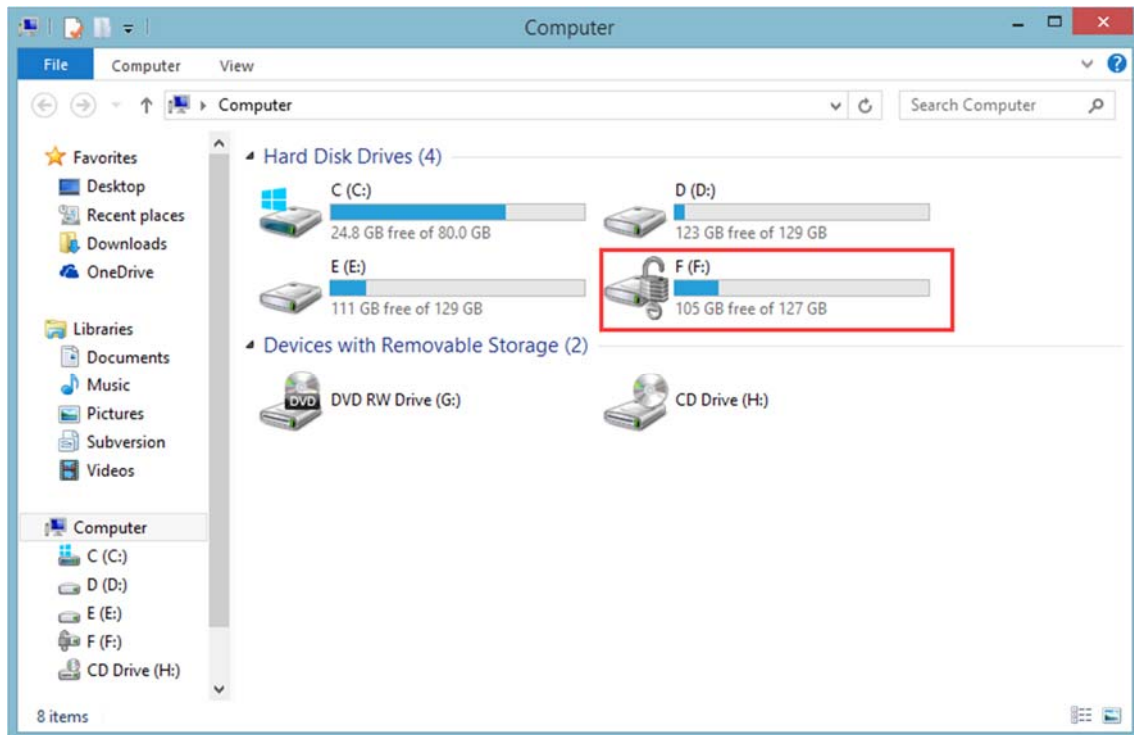 Computer
File Computer View
Computer
Search Computer
Favorites
Desktop
Recent places
Downloads
OneDrive
Libraries
Documents
Music
Pictures
Subversion
Videos
Computer
C (C:)
D (D:)
E (E:)
F (F:)
CD Drive (H:)
Hard Disk Drives (4)
C (C:)
24.8 GB free of 80.0 GB
D (D:)
123 GB free of 129 GB
E (E:)
111 GB free of 129 GB
F (F:)
105 GB free of 127 GB
Devices with Removable Storage (2)
DVD
DVD RW Drive (G:)
CD Drive (H:)
8 items